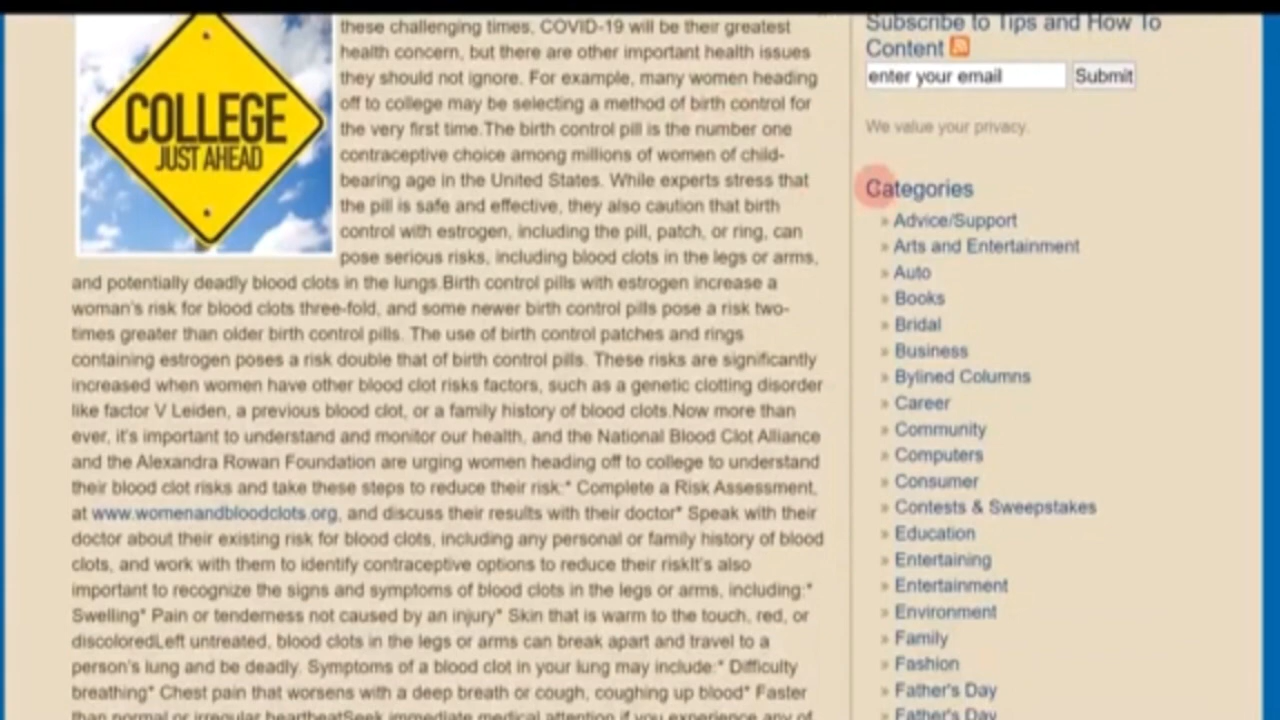 COLLEGE
JUST AHEAD
these challenging times, COVID-19 will be their greatest
health concern, but there are other important health issues
they should not ignore. For example, many women heading
off to college may be selecting a method of birth control for
the very first time.The birth control pill is the number one
contraceptive choice among millions of women of child-
bearing age in the United States. While experts stress that
the pill is safe and effective, they also caution that birth
control with estrogen, including the pill, patch, or ring, can
pose serious risks, including blood clots in the legs or arms,
and potentially deadly blood clots in the lungs.Birth control pills with estrogen increase a
woman's risk for blood clots three-fold, and some newer birth control pills pose a risk two-
times greater than older birth control pills. The use of birth control patches and rings
containing estrogen poses a risk double that of birth control pills. These risks are significantly
increased when women have other blood clot risks factors, such as a genetic clotting disorder
like factor V Leiden, a previous blood clot, or a family history of blood clots.Now more than
ever, it's important to understand and monitor our health, and the National Blood Clot Alliance
and the Alexandra Rowan Foundation are urging women heading off to college to understand
their blood clot risks and take these steps to reduce their risk:* Complete a Risk Assessment,
at www.womenandbloodclots.org, and discuss their results with their doctor* Speak with their
doctor about their existing risk for blood clots, including any personal or family history of blood
clots, and work with them to identify contraceptive options to reduce their riskIt's also
important to recognize the signs and symptoms of blood clots in the legs or arms, including:*
Swelling* Pain or tenderness not caused by an injury* Skin that is warm to the touch, red, or
discoloredLeft untreated, blood clots in the legs or arms can break apart and travel to a
person's lung and be deadly. Symptoms of a blood clot in your lung may include:* Difficulty
breathing* Chest pain that worsens with a deep breath or cough, coughing up blood* Faster
than normal or irregular heartbeatSeek immediate medical attention if you experience any of
Subscribe to Tips and How To
Content
enter your email Submit
We value your privacy.
Categories
» Advice/Support
» Arts and Entertainment
» Auto
» Books
» Bridal
» Business
» Bylined Columns
» Career
» Community
» Computers
» Consumer
» Contests & Sweepstakes
» Education
» Entertaining
» Entertainment
» Environment
» Family
» Fashion
» Father's Day
» Father's Day